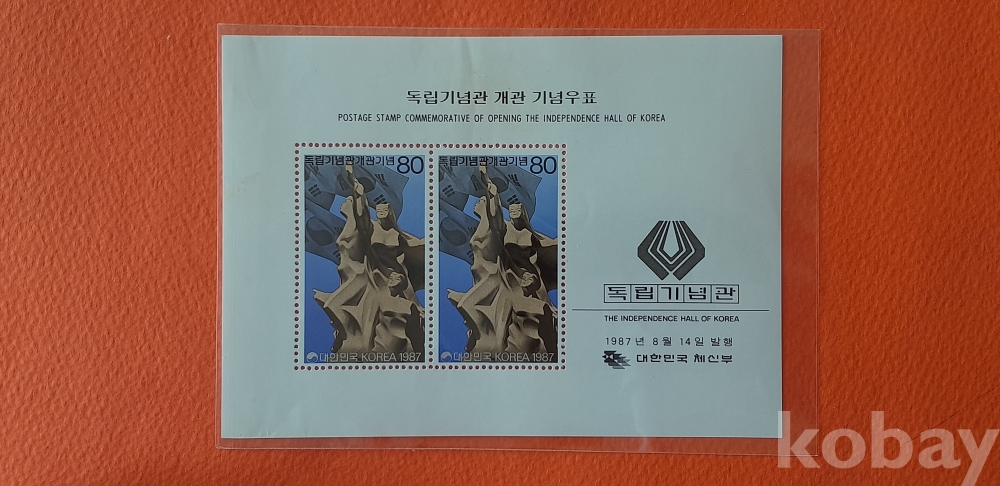 독립기념관 개관 기념우표
POSTAGE STAMP COMMEMORATIVE OF OPENING THE INDEPENDENCE HALL OF KOREA
독립기념관개관기념 80
대한민국 KOREA 1987
독립기념관개관기념 80
대한민국 KOREA 1987
독립기념관
THE INDEPENDENCE HALL OF KOREA
1987년 8월 14일 발행
대한민국 체신부
kobay